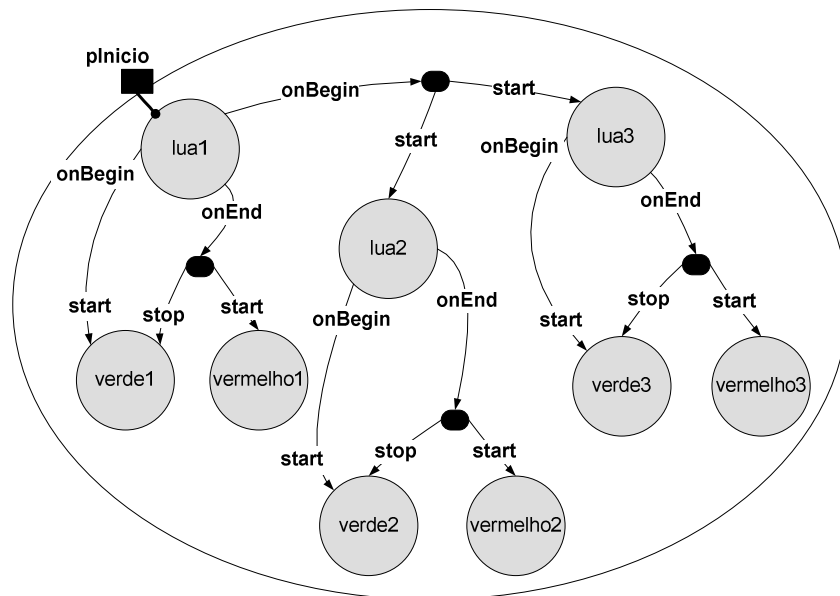 pInicio
onBegin
start
lua1
start
lua3
onBegin
onBegin
onEnd
onEnd
lua2
onEnd
start
stop
start
onBegin
stop
start
start
verde1
vermelho1
verde3
vermelho3
start
stop
start
verde2
vermelho2